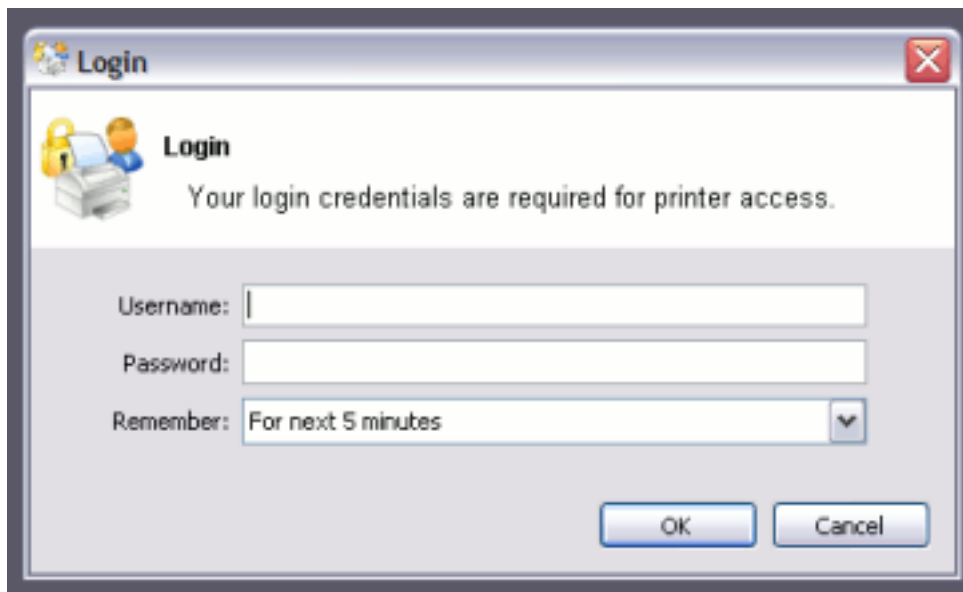 Login
Login
Your login credentials are required for printer access.
Username:
Password:
Remember: For next 5 minutes
OK Cancel